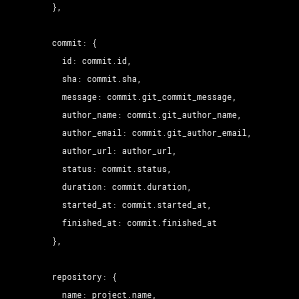 },
commit: {
id: commit.id,
sha: commit.sha,
message: commit.git_commit_message,
author_name: commit.git_author_name,
author_email: commit.git_author_email,
author_url: author_url,
status: commit.status,
duration: commit.duration,
started_at: commit.started_at,
finished_at: commit.finished_at
},
repository: {
name: project.name,